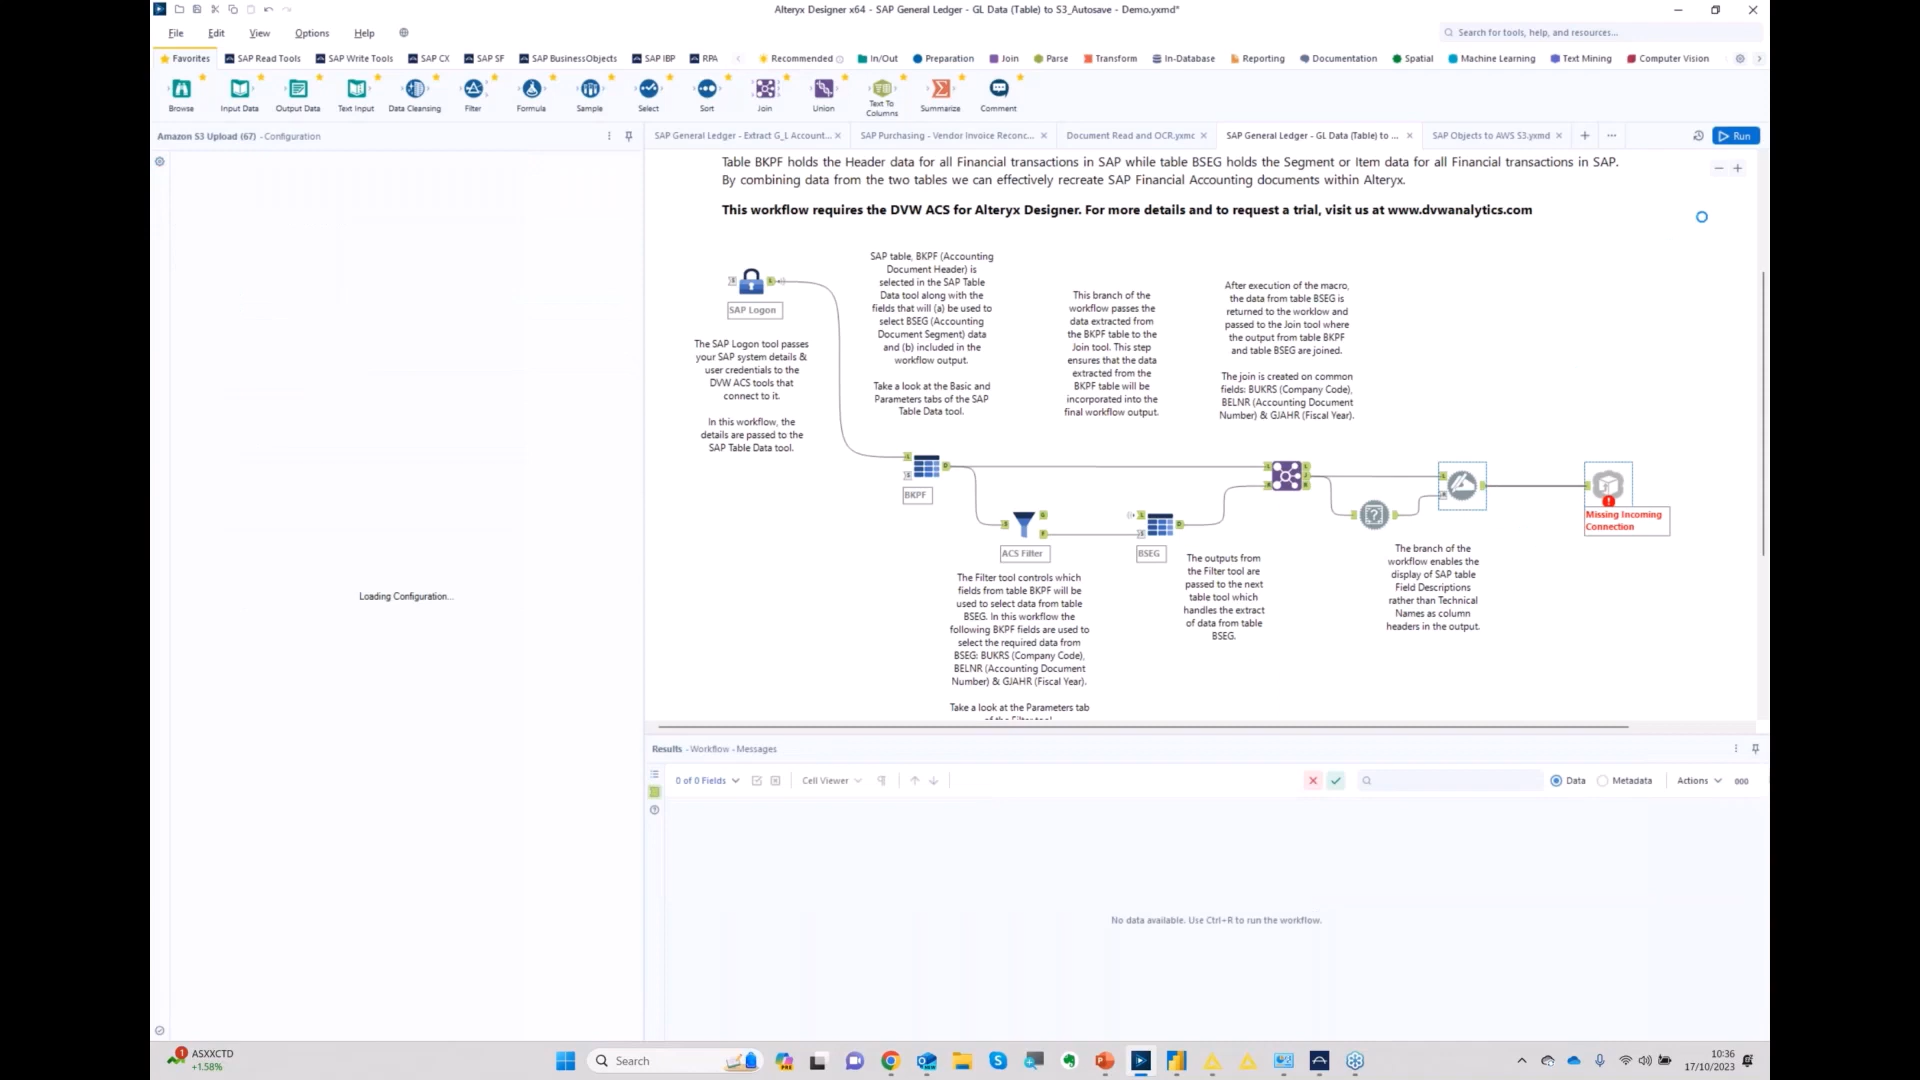 Alteryx Designer x64 - SAP General Ledger - GL Data (Table) to S3_Autosave - Demo.yxmd*
File Edit View Options Help
Search for tools, help, and resources...
Favorites SAP Read Tools SAP Write Tools SAP CX SAP SF SAP BusinessObjects SAP IBP RPA Recommended In/Out Preparation Join Parse Transform In-Database Reporting Documentation Spatial Machine Learning Text Mining Computer Vision
Browse Input Data Output Data Text Input Data Cleansing Filter Formula Sample Select Sort Join Union Text To Columns Summarize Comment
Amazon S3 Upload (67) - Configuration
SAP General Ledger - Extract G_L Account... SAP Purchasing - Vendor Invoice Reconc... Document Read and OCR.yxmc SAP General Ledger - GL Data (Table) to ... SAP Objects to AWS S3.yxmd
Run
Loading Configuration...
Table BKPF holds the Header data for all Financial transactions in SAP while table BSEG holds the Segment or Item data for all Financial transactions in SAP.
By combining data from the two tables we can effectively recreate SAP Financial Accounting documents within Alteryx.
This workflow requires the DVW ACS for Alteryx Designer. For more details and to request a trial, visit us at www.dvwanalytics.com
SAP Logon
The SAP Logon tool passes
your SAP system details &
user credentials to the
DVW ACS tools that
connect to it.
In this workflow, the
details are passed to the
SAP Table Data tool.
SAP table, BKPF (Accounting
Document Header) is
selected in the SAP Table
Data tool along with the
fields that will (a) be used to
select BSEG (Accounting
Document Segment) data
and (b) included in the
workflow output.
Take a look at the Basic and
Parameters tabs of the SAP
Table Data tool.
This branch of the
workflow passes the
data extracted from
the BKPF table to the
Join tool. This step
ensures that the data
extracted from the
BKPF table will be
incorporated into the
final workflow output.
After execution of the macro,
the data from table BSEG is
returned to the worklow and
passed to the Join tool where
the output from table BKPF
and table BSEG are joined.
The join is created on common
fields: BUKRS (Company Code),
BELNR (Accounting Document
Number) & GJAHR (Fiscal Year).
BKPF
ACS Filter
BSEG
Missing Incoming
Connection
The Filter tool controls which
fields from table BKPF will be
used to select data from table
BSEG. In this workflow the
following BKPF fields are used to
select the required data from
BSEG: BUKRS (Company Code),
BELNR (Accounting Document
Number) & GJAHR (Fiscal Year).
Take a look at the Parameters tab
of the Filter tool
The outputs from
the Filter tool are
passed to the next
table tool which
handles the extract
of data from table
BSEG.
The branch of the
workflow enables the
display of SAP table
Field Descriptions
rather than Technical
Names as column
headers in the output.
Results - Workflow - Messages
0 of 0 Fields Cell Viewer Data Metadata Actions 000
No data available. Use Ctrl+R to run the workflow.
1 ASXXCTD
+1.58%
Search
10:36
17/10/2023